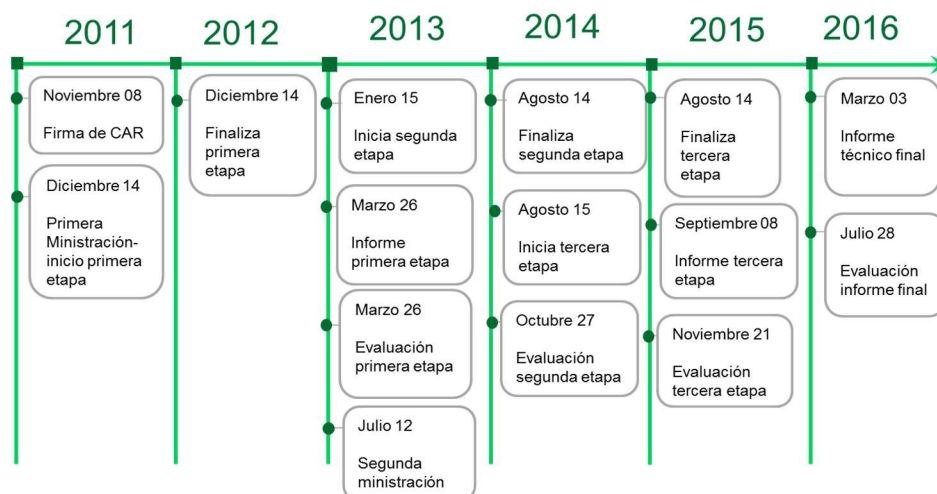 2011
2012
2013
2014
2015
2016
Noviembre 08
Firma de CAR
Diciembre 14
Primera
Ministración-
inicio primera
etapa
Diciembre 14
Finaliza
primera
etapa
Enero 15
Inicia segunda
etapa
Marzo 26
Informe
primera etapa
Marzo 26
Evaluación
primera etapa
Julio 12
Segunda
ministración
Agosto 14
Finaliza
segunda etapa
Agosto 15
Inicia tercera
etapa
Octubre 27
Evaluación
segunda etapa
Agosto 14
Finaliza
tercera
etapa
Septiembre 08
Informe tercera
etapa
Noviembre 21
Evaluación
tercera etapa
Marzo 03
Informe
técnico final
Julio 28
Evaluación
informe final